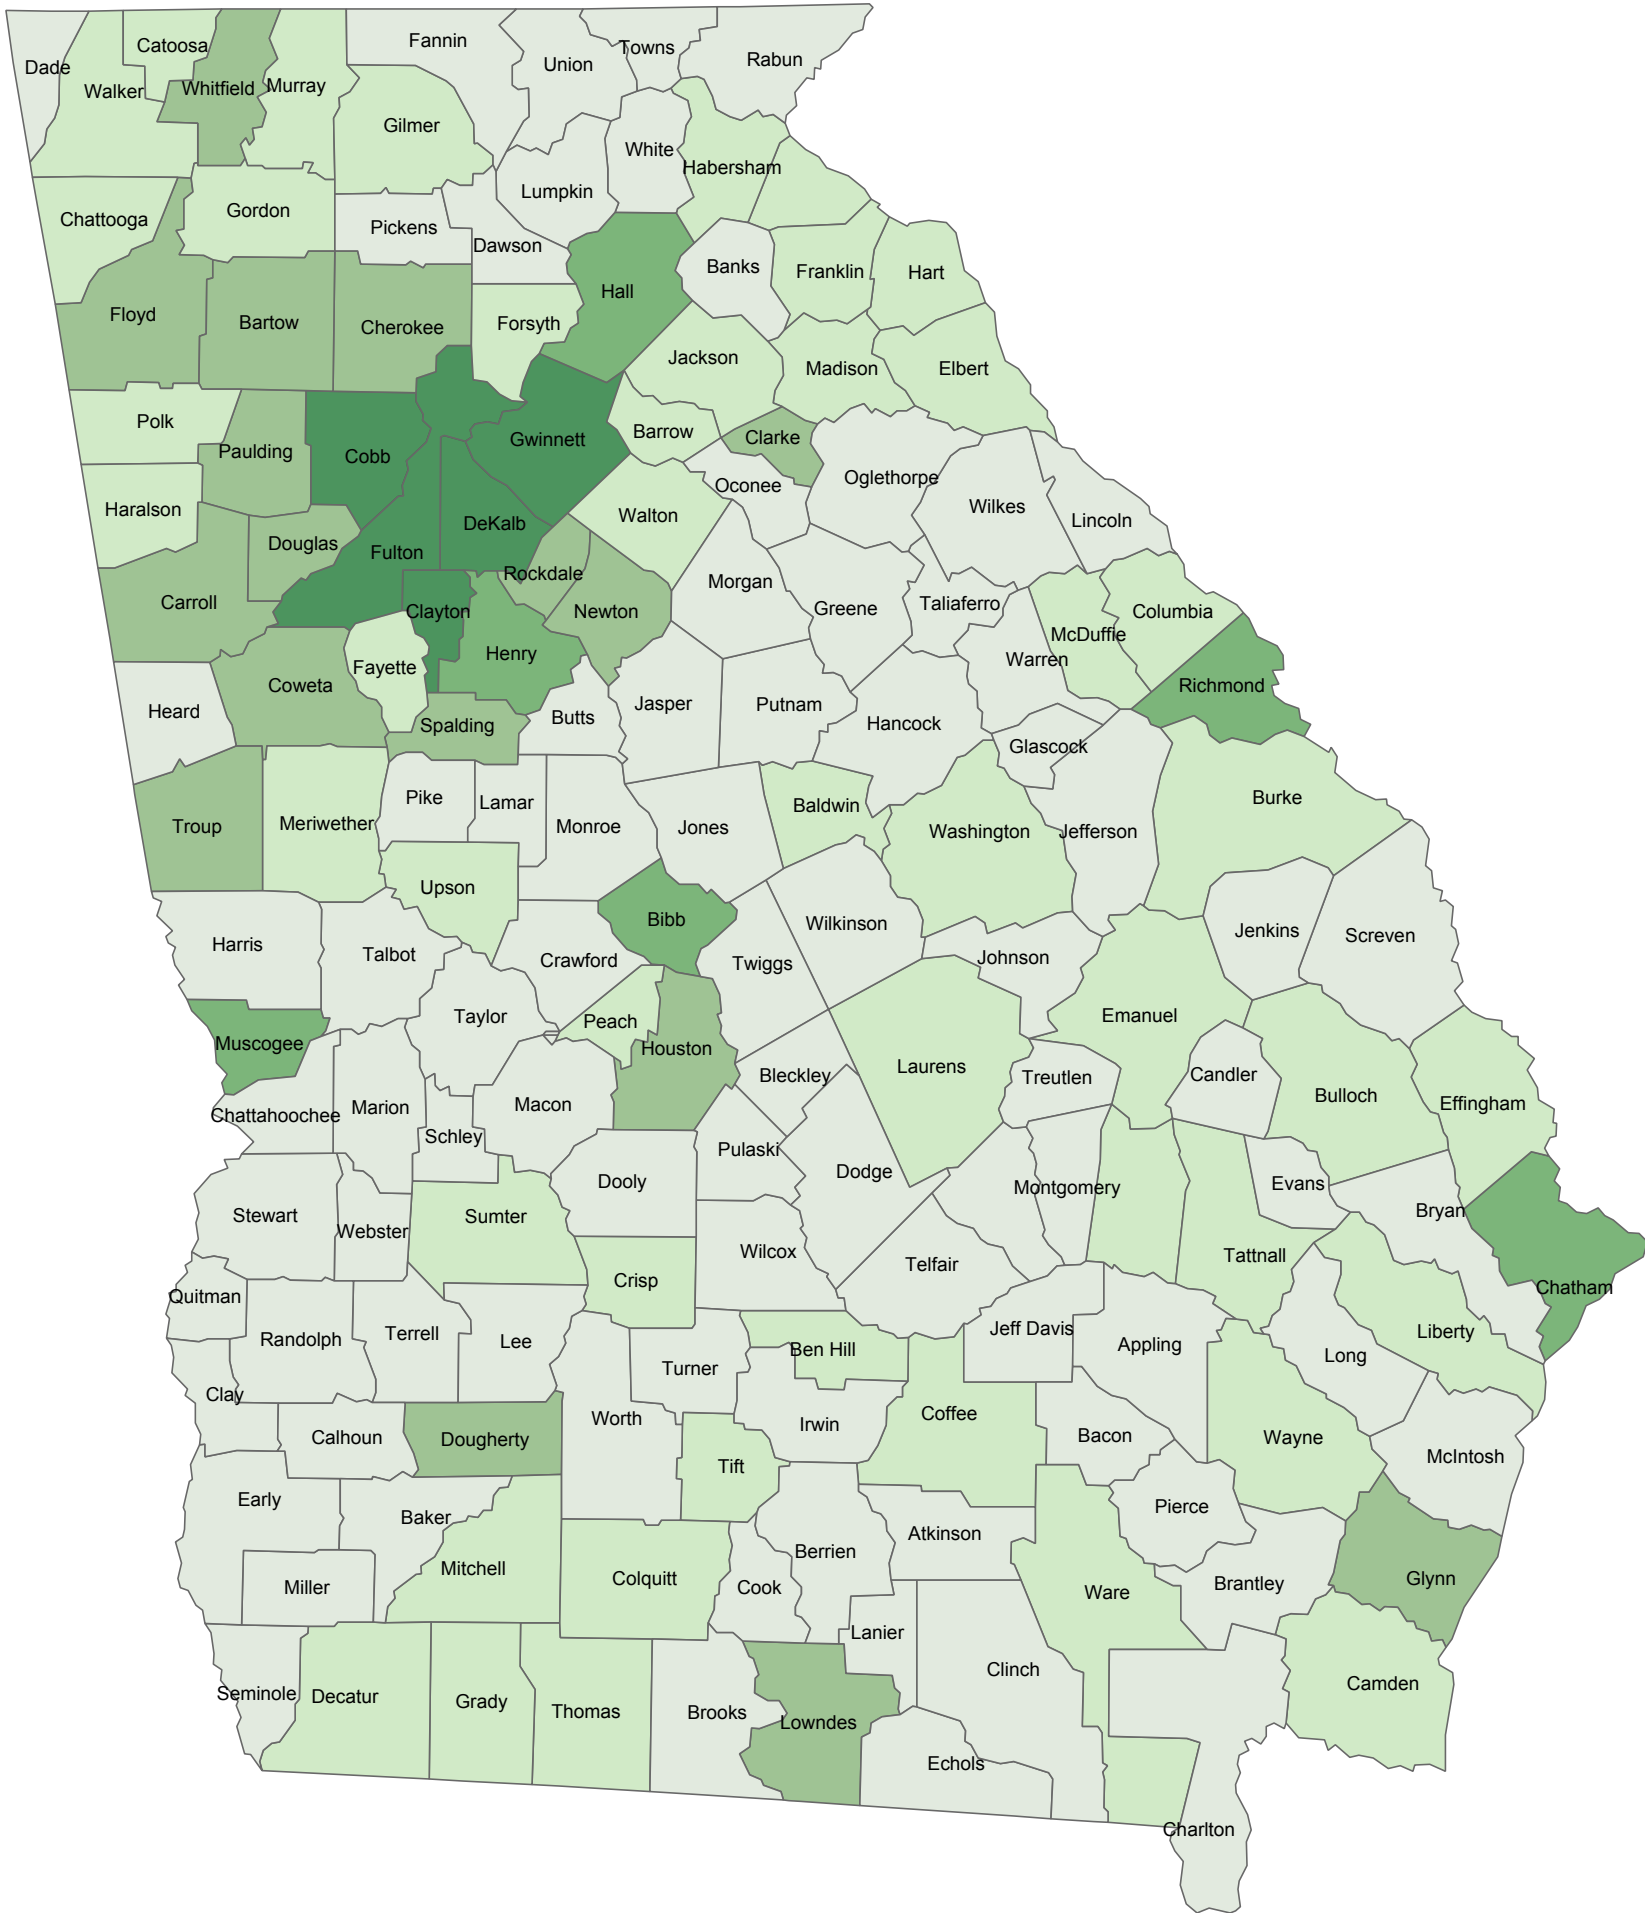 Fannin
Catoosa
Towns
Rabun
Union
Dade
Whitfield
Murray
Walker
Gilmer
White
Habersham
Lumpkin
Gordon
Chattooga
Pickens
Dawson
Banks
Franklin
Hart
Hall
Floyd
Bartow
Forsyth
Cherokee
Jackson
Madison
Elbert
Polk
Barrow
Clarke
Gwinnett
Paulding
Cobb
Oglethorpe
Oconee
Wilkes
Haralson
Walton
Lincoln
DeKalb
Douglas
Fulton
Rockdale
Morgan
Carroll
Taliaferro
Greene
Clayton
Newton
Columbia
McDuffie
Henry
Warren
Fayette
Coweta
Richmond
Heard
Jasper
Putnam
Butts
Spalding
Hancock
Glascock
Pike
Lamar
Baldwin
Burke
Troup
Meriwether
Monroe
Jones
Washington
Jefferson
Upson
Bibb
Wilkinson
Jenkins
Screven
Harris
Talbot
Crawford
Twiggs
Johnson
Taylor
Peach
Emanuel
Muscogee
Houston
Laurens
Bleckley
Treutlen
Candler
Bulloch
Effingham
Chattahoochee
Marion
Macon
Schley
Pulaski
Dodge
Dooly
Montgomery
Evans
Stewart
Webster
Sumter
Bryan
Wilcox
Telfair
Tattnall
Crisp
Chatham
Quitman
Randolph
Terrell
Lee
Jeff Davis
Liberty
Ben Hill
Appling
Long
Turner
Clay
Worth
Irwin
Coffee
Bacon
Wayne
Calhoun
Dougherty
McIntosh
Tift
Early
Baker
Pierce
Atkinson
Berrien
Mitchell
Colquitt
Cook
Miller
Ware
Brantley
Glynn
Lanier
Clinch
Camden
Seminole
Decatur
Grady
Thomas
Brooks
Lowndes
Echols
Charlton